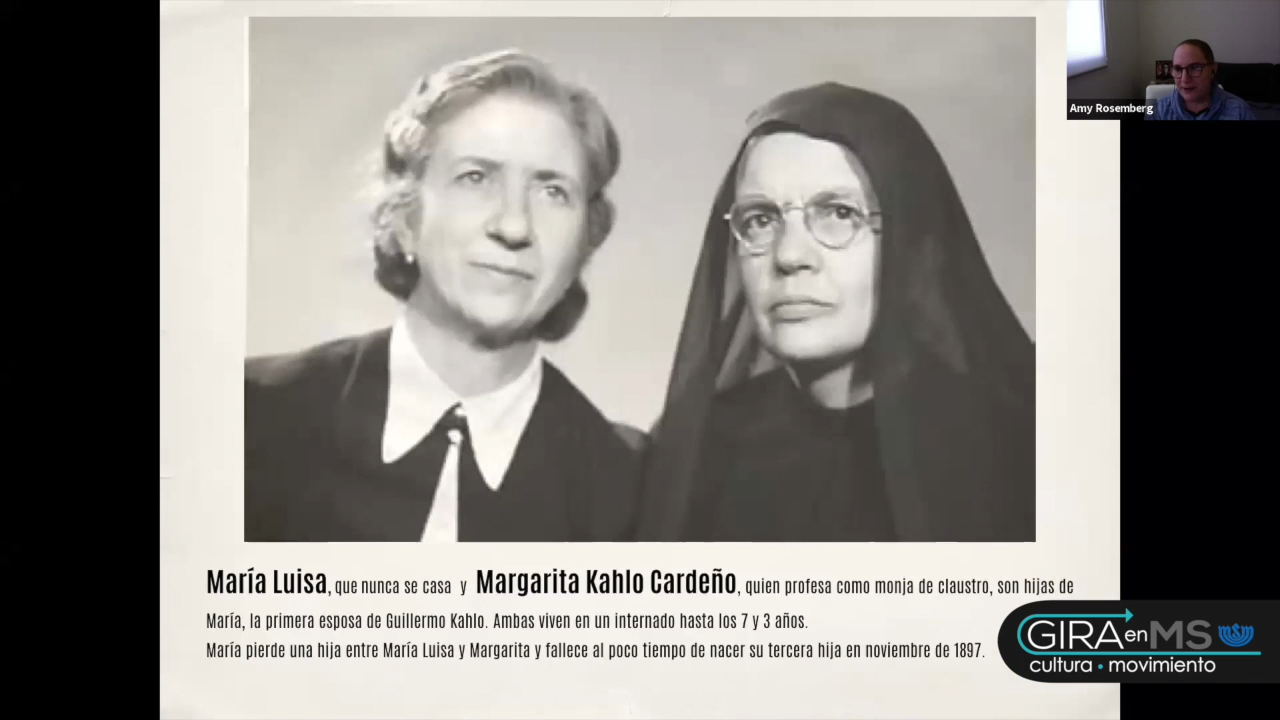 Amy Rosemberg
María Luisa, que nunca se casa y Margarita Kahlo Cardeño, quien profesa como monja de claustro, son hijas de
María, la primera esposa de Guillermo Kahlo. Ambas viven en un internado hasta los 7 y 3 años.
María pierde una hija entre María Luisa y Margarita y fallece al poco tiempo de nacer su tercera hija en noviembre de 1897.
GIRA en MS
cultura • movimiento